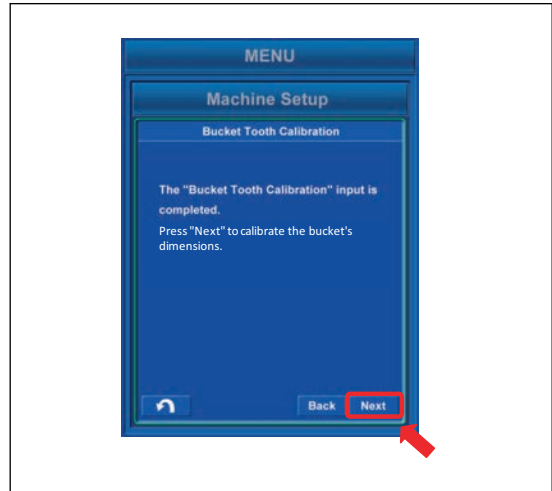 MENU
Machine Setup
Bucket Tooth Calibration
The "Bucket Tooth Calibration" input is
completed.
Press "Next" to calibrate the bucket's
dimensions.
Back Next